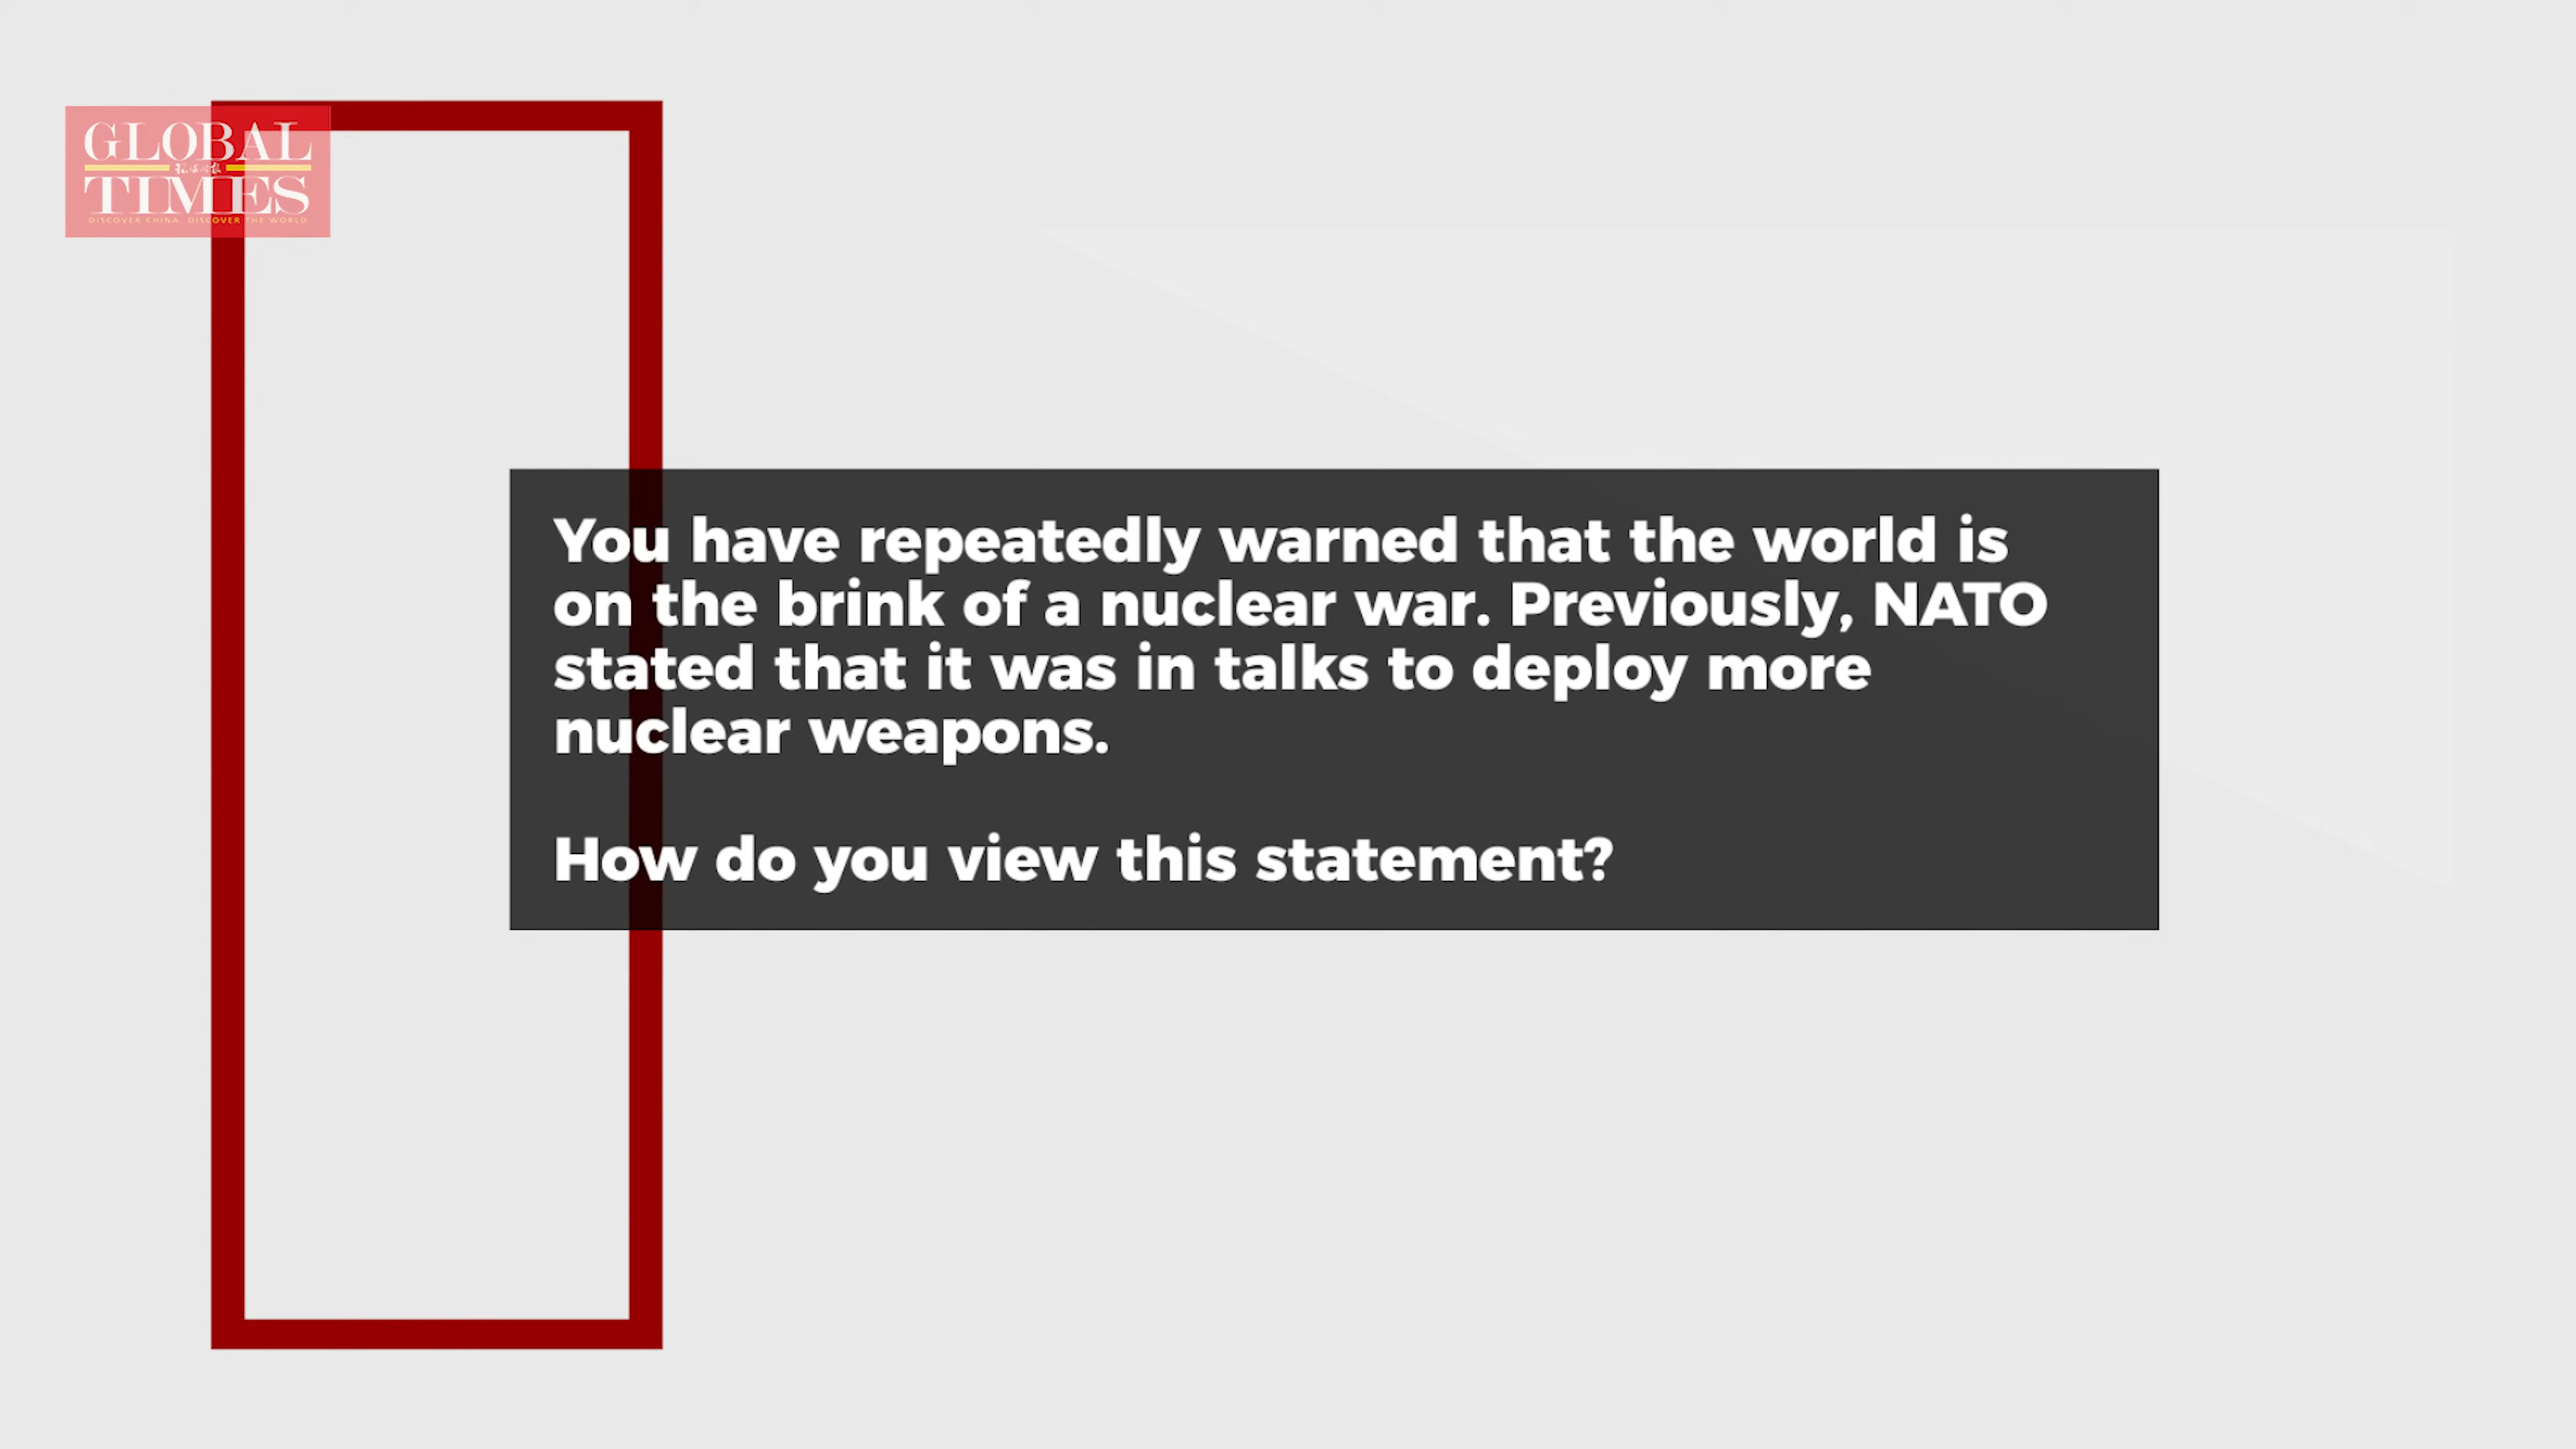 GLOBAL
TIMES
DISCOVER CHINA, DISCOVER THE WORLD
You have repeatedly warned that the world is
on the brink of a nuclear war. Previously, NATO
stated that it was in talks to deploy more
nuclear weapons.
How do you view this statement?